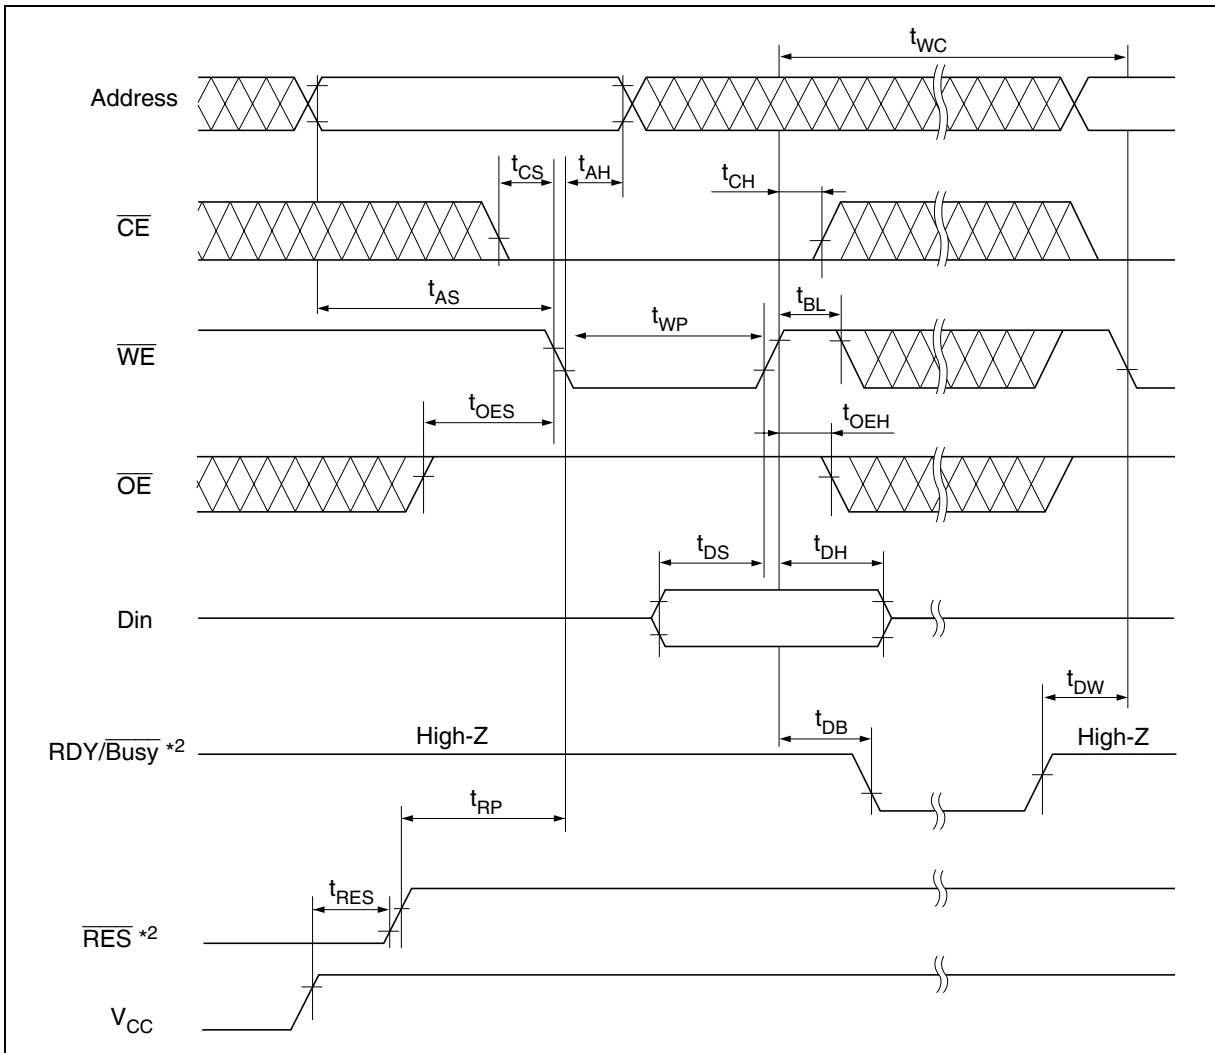 tWC
Address
tCS
tAH
tCH
CE
tAS
tWP
tBL
WE
tOES
tOEH
OE
tDS
tDH
Din
tDW
tDB
RDY/Busy *2
High-Z
High-Z
tRP
tRES
RES *2
VCC